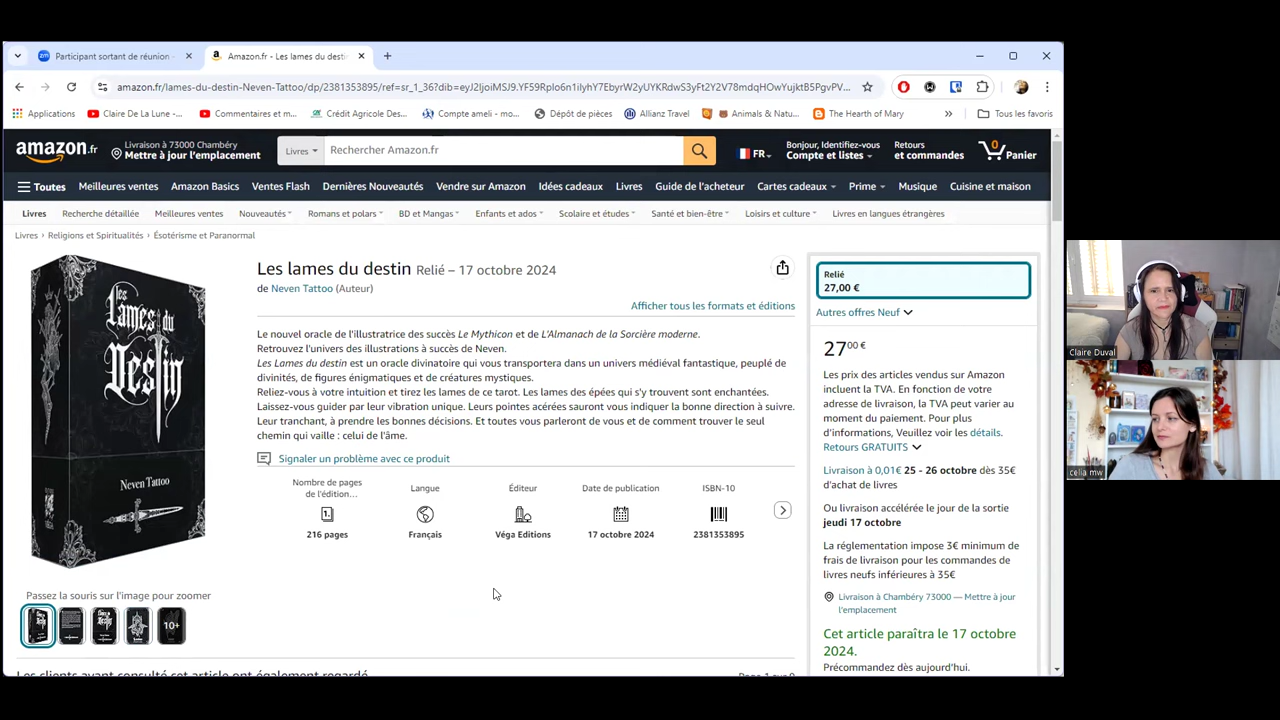 Participant sortant de réunion -
Amazon.fr - Les lames du destin
amazon.fr/lames-du-destin-Neven-Tattoo/dp/2381353895/ref=sr_1_36?dib=
Applications
Claire De La Lune -...
Commentaires et m...
Crédit Agricole Des...
Compte ameli - mo...
Dépôt de pièces
Allianz Travel
Animals & Natu...
The Hearth of Mary
»
Tous les favoris
amazon.fr
Livraison à 73000 Chambéry
Mettre à jour l'emplacement
Livres
Rechercher Amazon.fr
FR
Bonjour, Identifiez-vous
Compte et listes
Retours
et commandes
0
Panier
Toutes
Meilleures ventes
Amazon Basics
Ventes Flash
Dernières Nouveautés
Vendre sur Amazon
Idées cadeaux
Livres
Guide de l'acheteur
Cartes cadeaux
Prime
Musique
Cuisine et maison
Livres
Recherche détaillée
Meilleures ventes
Nouveautés
Romans et polars
BD et Mangas
Enfants et ados
Scolaire et études
Santé et bien-être
Loisirs et culture
Livres en langues étrangères
Livres › Religions et Spiritualités › Ésotérisme et Paranormal
les
Lames du
Destin
Neven Tattoo
Passez la souris sur l'image pour zoomer
10+
Les lames du destin Relié – 17 octobre 2024
de Neven Tattoo (Auteur)
Afficher tous les formats et éditions
Le nouvel oracle de l'illustratrice des succès Le Mythicon et de L'Almanach de la Sorcière moderne.
Retrouvez l'univers des illustrations à succès de Neven.
Les Lames du destin est un oracle divinatoire qui vous transportera dans un univers médiéval fantastique, peuplé de
divinités, de figures énigmatiques et de créatures mystiques.
Reliez-vous à votre intuition et tirez les lames de ce tarot. Les lames des épées qui s'y trouvent sont enchantées.
Laissez-vous guider par leur vibration unique. Leurs pointes acérées sauront vous indiquer la bonne direction à suivre.
Leur tranchant, à prendre les bonnes décisions. Et toutes vous parleront de vous et de comment trouver le seul
chemin qui vaille : celui de l'âme.
Signaler un problème avec ce produit
Nombre de pages
de l'édition...
216 pages
Langue
Français
Éditeur
Véga Editions
Date de publication
17 octobre 2024
ISBN-10
2381353895
Relié
27,00 €
Autres offres Neuf
27,00 €
Les prix des articles vendus sur Amazon
incluent la TVA. En fonction de votre
adresse de livraison, la TVA peut varier au
moment du paiement. Pour plus
d'informations, Veuillez voir les détails.
Retours GRATUITS
Livraison à 0,01€ 25 - 26 octobre dès 35€
d'achat de livres
Ou livraison accélérée le jour de la sortie
jeudi 17 octobre
La réglementation impose 3€ minimum de
frais de livraison pour les commandes de
livres neufs inférieures à 35€
Livraison à Chambéry 73000 — Mettre à jour
l'emplacement
Cet article paraîtra le 17 octobre
2024.
Précommandez dès aujourd'hui.
Les clients ayant consulté cet article ont également regardé
Page 1 sur 9
Claire Duval
celia mw